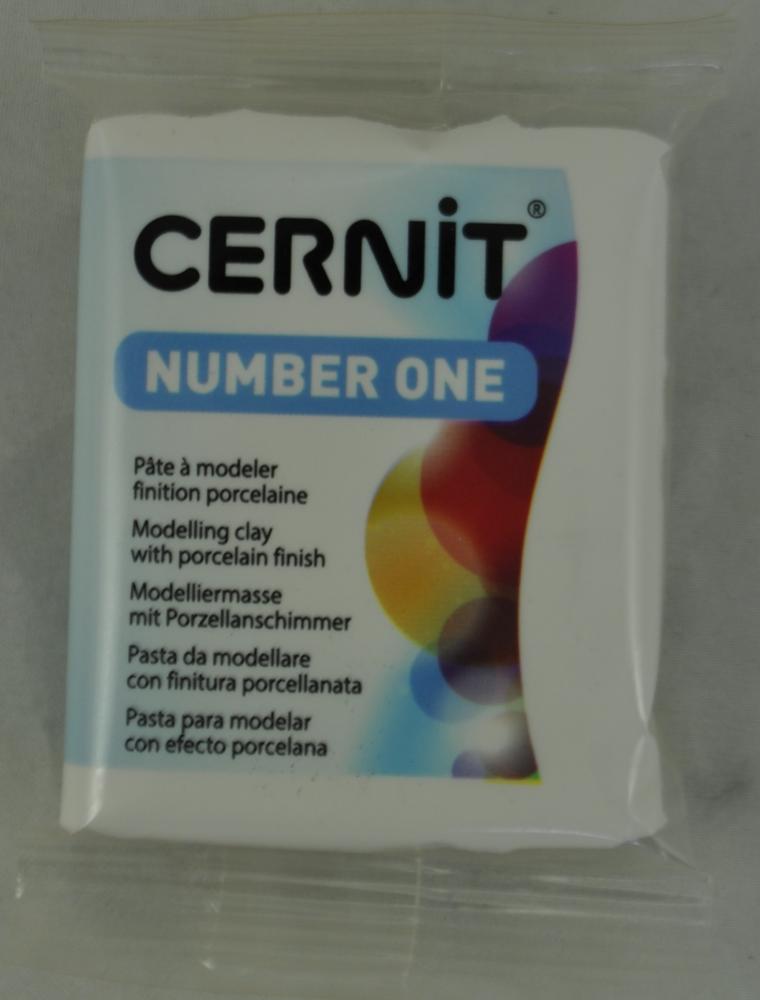 CERNiT®
NUMBER ONE
Pâte à modeler
finition porcelaine
Modelling clay
with porcelain finish
Modelliermasse
mit Porzellanschimmer
Pasta da modellare
con finitura porcellanata
Pasta para modelar
con efecto porcelana